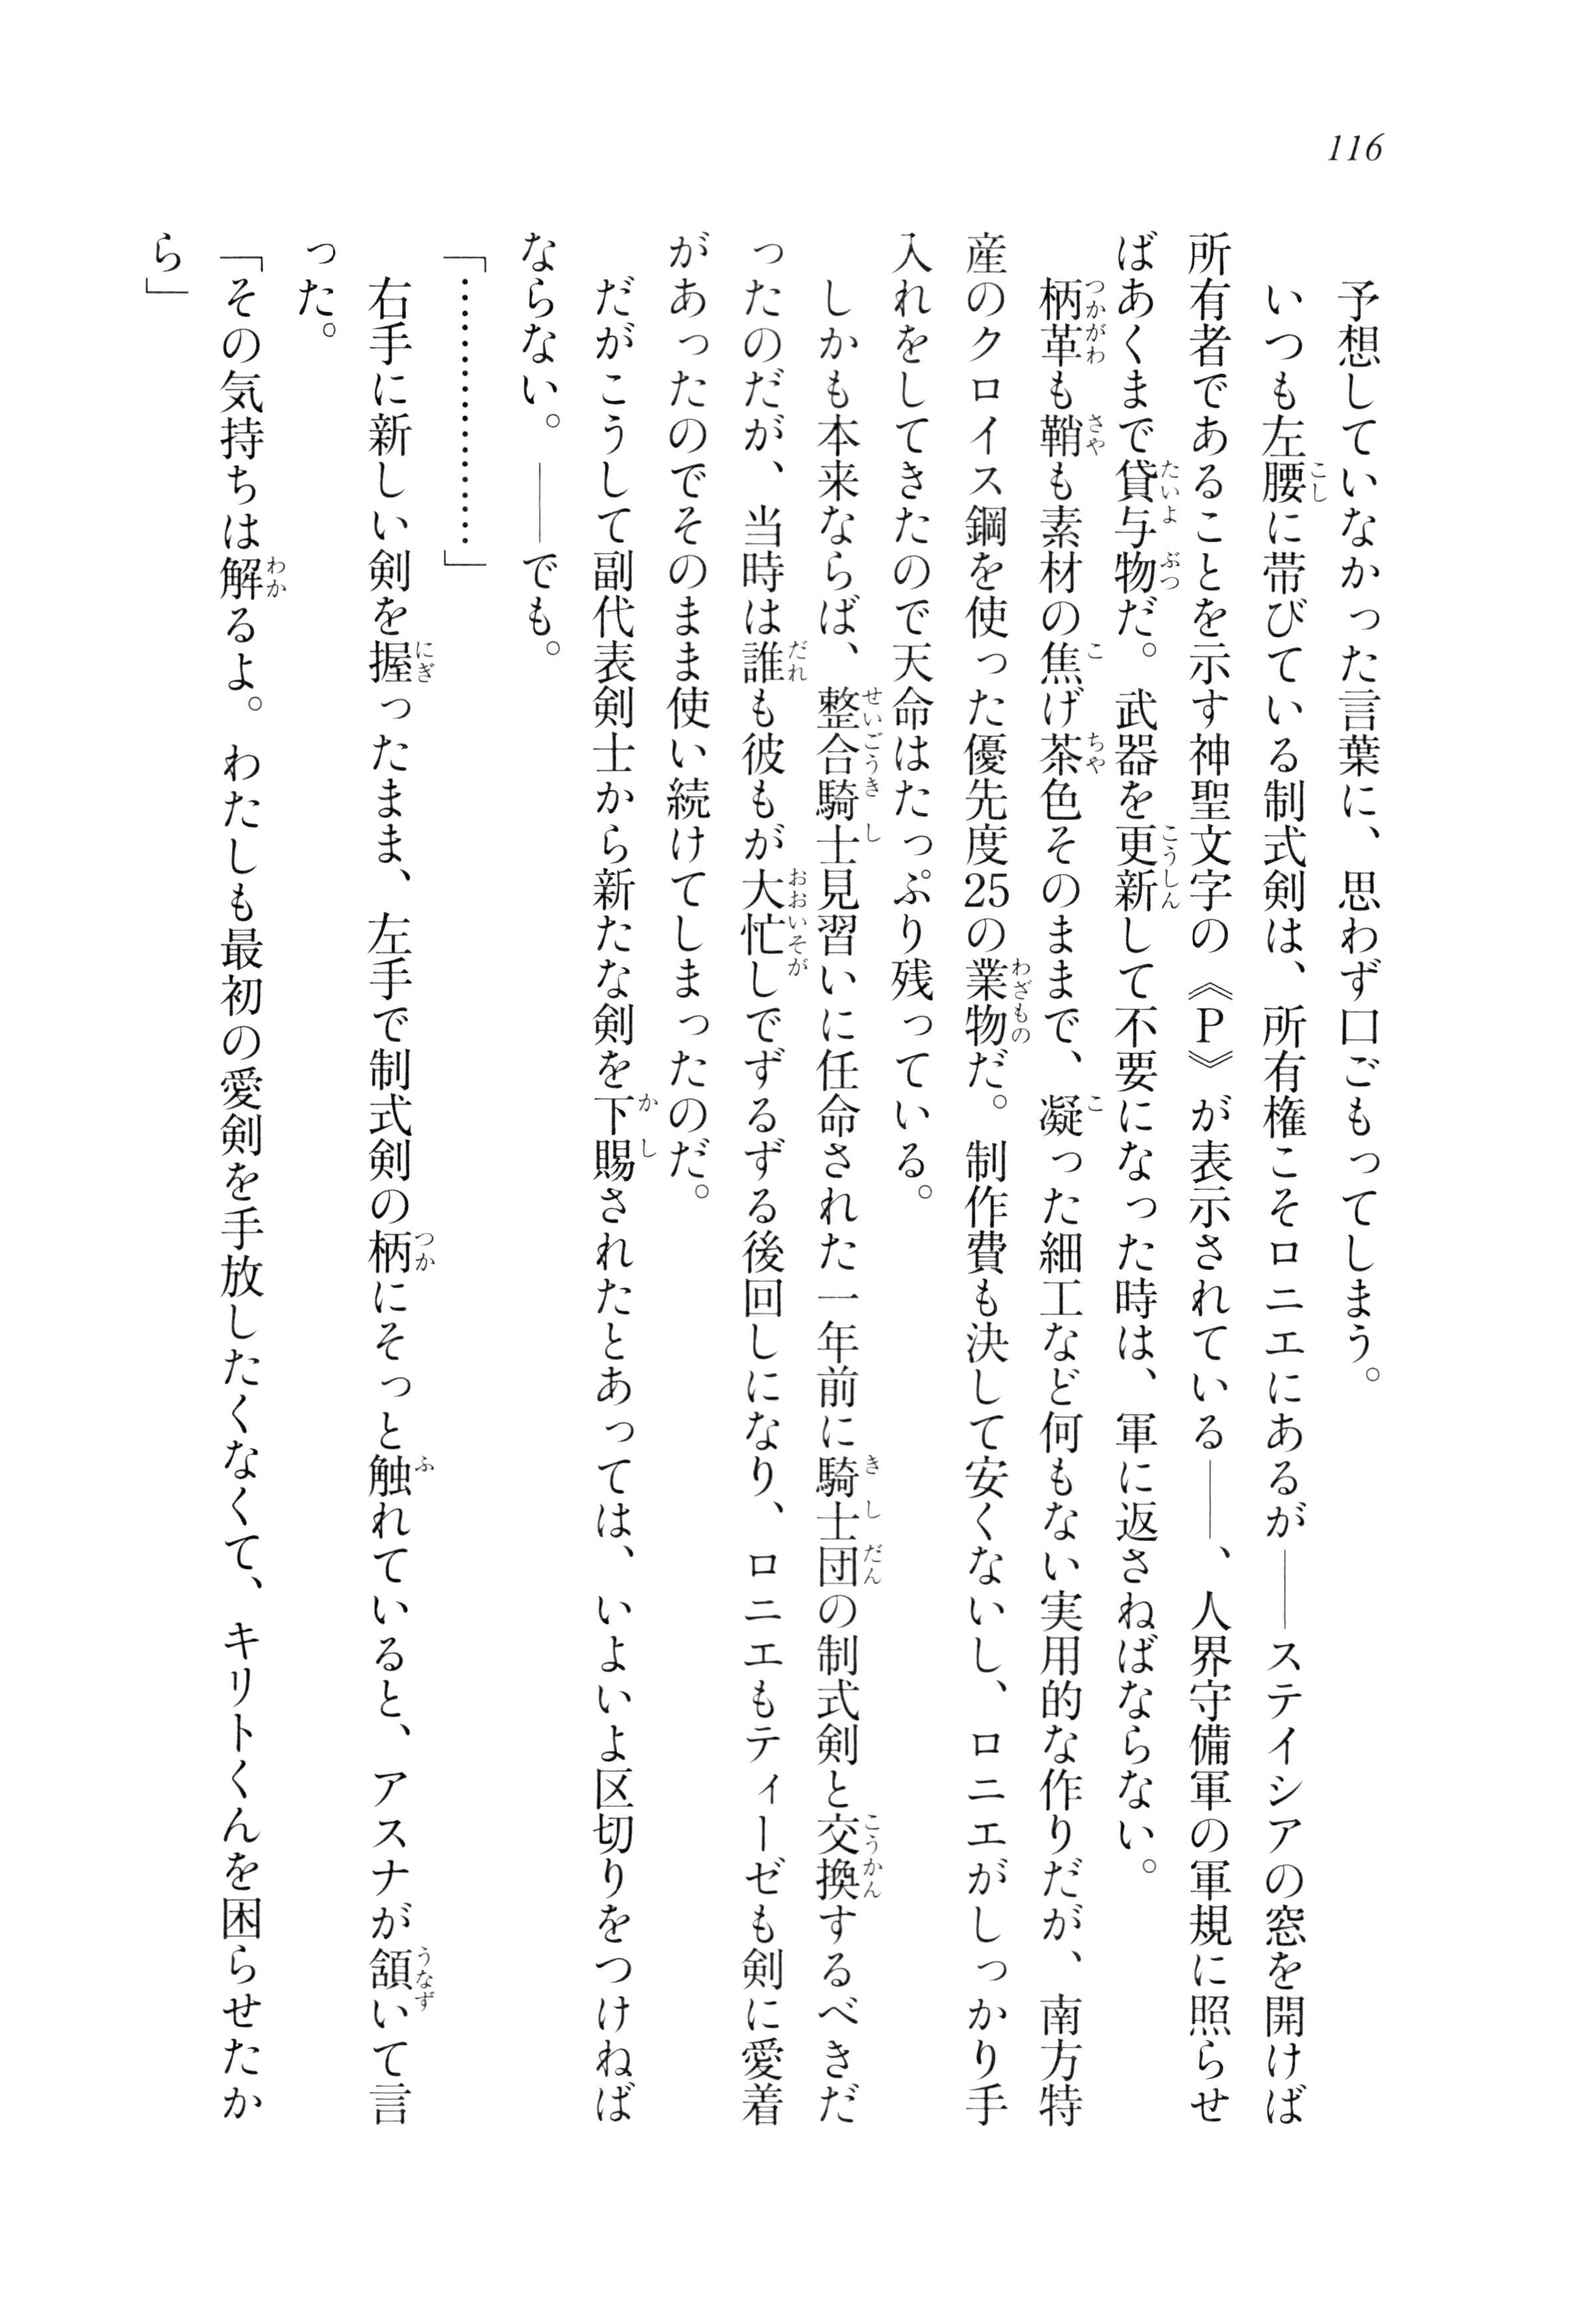 116
予想していなかった言葉に、思わず口ごもってしまう。
いつも左腰に帯びている制式剣は、所有権こそロニエにあるが――ステイシアの窓を開けば
所有者であることを示す神聖文字の《P》が表示されている――、人界守備軍の軍規に照らせ
ばあくまで貸与物だ。武器を更新して不要になった時は、軍に返さねばならない。
柄革も鞘も素材の焦げ茶色そのままで、凝った細工など何もない実用的な作りだが、南方特
産のクロイス鋼を使った優先度25の業物だ。制作費も決して安くないし、ロニエがしっかり手
入れをしてきたので天命はたっぷり残っている。
しかも本来ならば、整合騎士見習いに任命された一年前に騎士団の制式剣と交換するべきだ
ったのだが、当時は誰も彼もが大忙しでずるずる後回しになり、ロニエもティーゼも剣に愛着
があったのでそのまま使い続けてしまったのだ。
だがこうして副代表剣士から新たな剣を下賜されたとあっては、いよいよ区切りをつけねば
ならない。――でも。
「………………」
右手に新しい剣を握ったまま、左手で制式剣の柄にそっと触れていると、アスナが頷いて言
った。
「その気持ちは解るよ。わたしも最初の愛剣を手放したくなくて、キリトくんを困らせたか
ら」